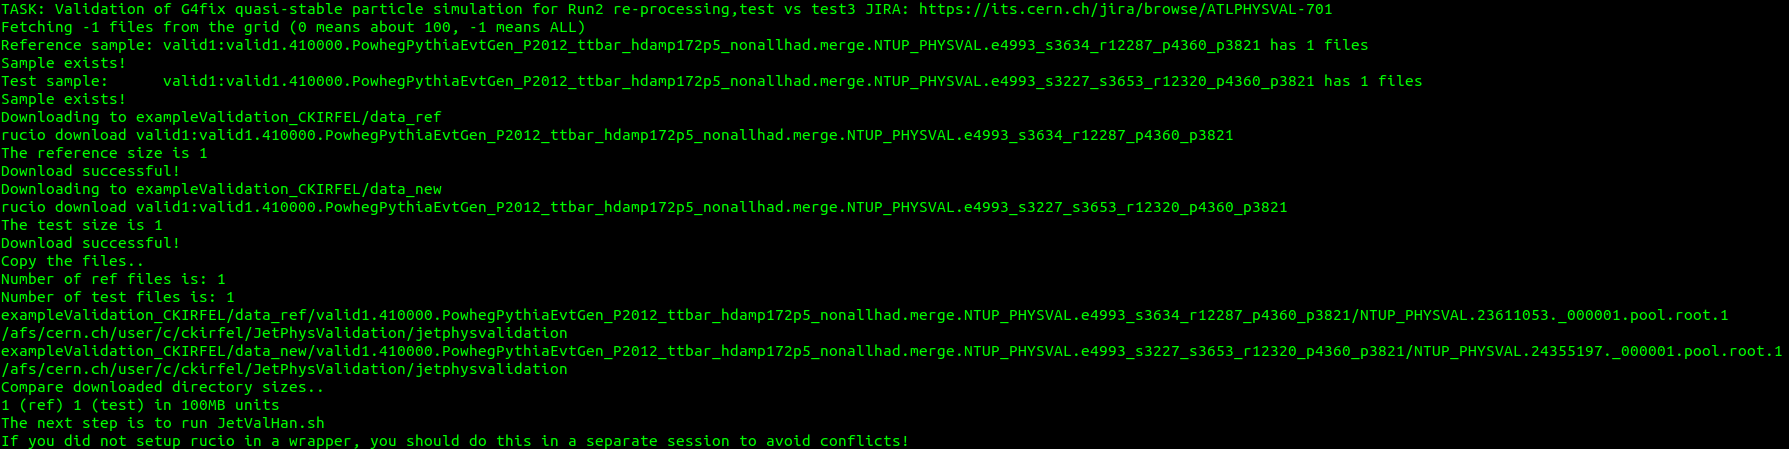 TASK: Validation of G4fix quasi-stable particle simulation for Run2 re-processing,test vs test3 JIRA: https://its.cern.ch/jira/browse/ATLPHYSVAL-701
Fetching -1 files from the grid (0 means about 100, -1 means ALL)
Reference sample: valid1:valid1.410000.PowhegPythiaEvtGen_P2012_ttbar_hdamp172p5_nonallhad.merge.NTUP_PHYSVAL.e4993_s3634_r12287_p4360_p3821 has 1 files
Sample exists!
Test sample:      valid1:valid1.410000.PowhegPythiaEvtGen_P2012_ttbar_hdamp172p5_nonallhad.merge.NTUP_PHYSVAL.e4993_s3227_s3653_r12320_p4360_p3821 has 1 files
Sample exists!
Downloading to exampleValidation_CKIRFEL/data_ref
rucio download valid1:valid1.410000.PowhegPythiaEvtGen_P2012_ttbar_hdamp172p5_nonallhad.merge.NTUP_PHYSVAL.e4993_s3634_r12287_p4360_p3821
The reference size is 1
Download successful!
Downloading to exampleValidation_CKIRFEL/data_new
rucio download valid1:valid1.410000.PowhegPythiaEvtGen_P2012_ttbar_hdamp172p5_nonallhad.merge.NTUP_PHYSVAL.e4993_s3227_s3653_r12320_p4360_p3821
The test size is 1
Download successful!
Copy the files..
Number of ref files is: 1
Number of test files is: 1
exampleValidation_CKIRFEL/data_ref/valid1.410000.PowhegPythiaEvtGen_P2012_ttbar_hdamp172p5_nonallhad.merge.NTUP_PHYSVAL.e4993_s3634_r12287_p4360_p3821/NTUP_PHYSVAL.23611053._000001.pool.root.1
/afs/cern.ch/user/c/ckirfel/JetPhysValidation/jetphysvalidation
exampleValidation_CKIRFEL/data_new/valid1.410000.PowhegPythiaEvtGen_P2012_ttbar_hdamp172p5_nonallhad.merge.NTUP_PHYSVAL.e4993_s3227_s3653_r12320_p4360_p3821/NTUP_PHYSVAL.24355197._000001.pool.root.1
/afs/cern.ch/user/c/ckirfel/JetPhysValidation/jetphysvalidation
Compare downloaded directory sizes..
1 (ref) 1 (test) in 100MB units
The next step is to run JetValHan.sh
If you did not setup rucio in a wrapper, you should do this in a separate session to avoid conflicts!